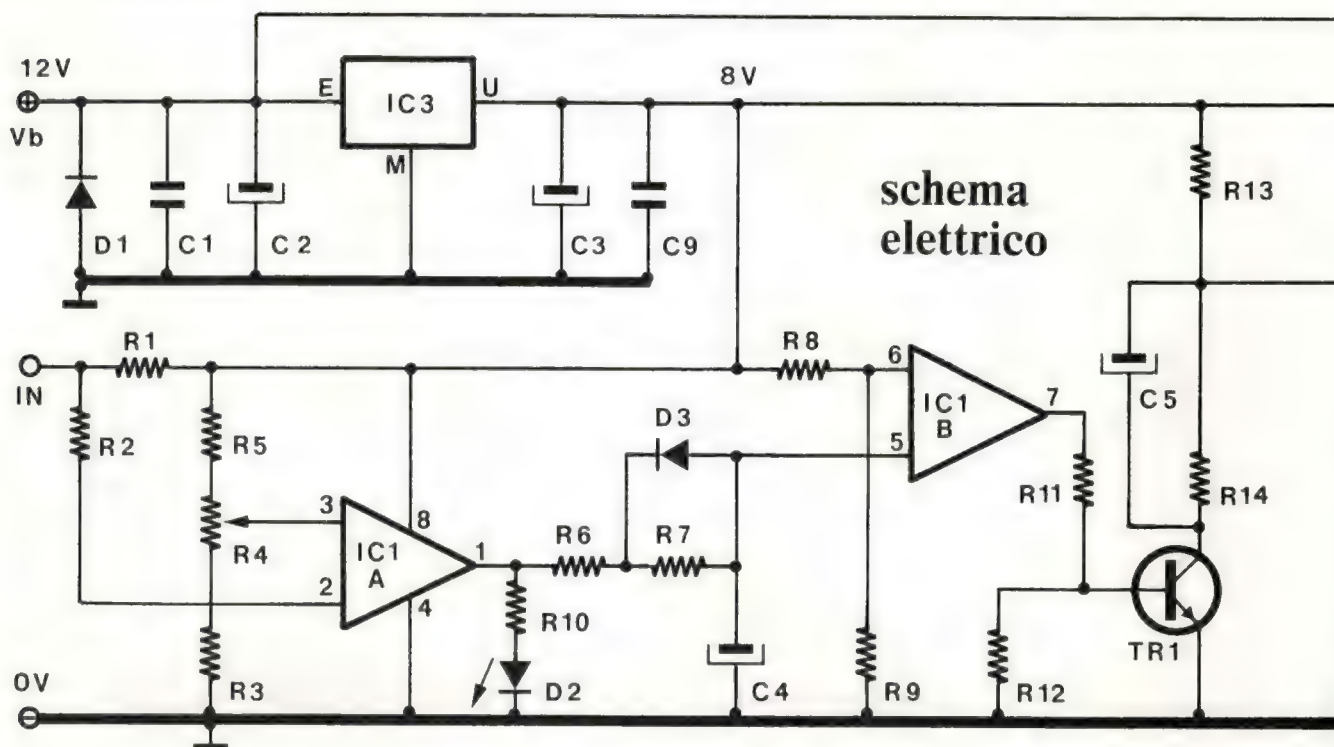 12V
Vb
E
IC3
U
M
8V
D1
C1
C2
C3
C9
schema
elettrico
R13
IN
R1
R2
R5
R4
R3
3
2
8
4
1
IC1
A
R6
R7
D3
R10
D2
C4
R8
R9
6
5
7
IC1
B
R11
R12
C5
R14
TR1
0V